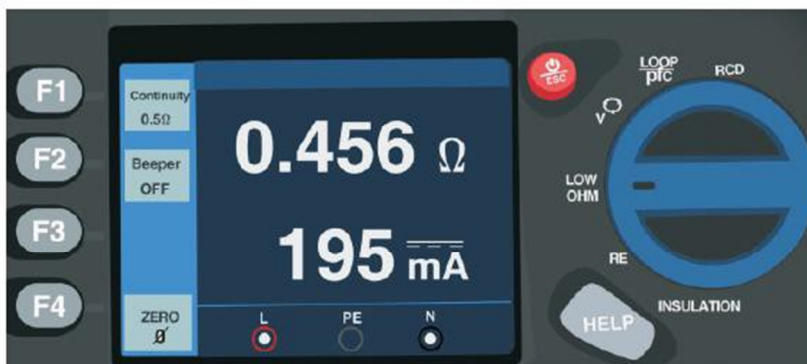 F1
F2
F3
F4
Continuity
0.5Ω
Beeper
OFF
ZERO
Ø
0.456 Ω
195 mA
L PE N
ESC
LOOP
pfc
RCD
V
LOW
OHM
RE
INSULATION
HELP